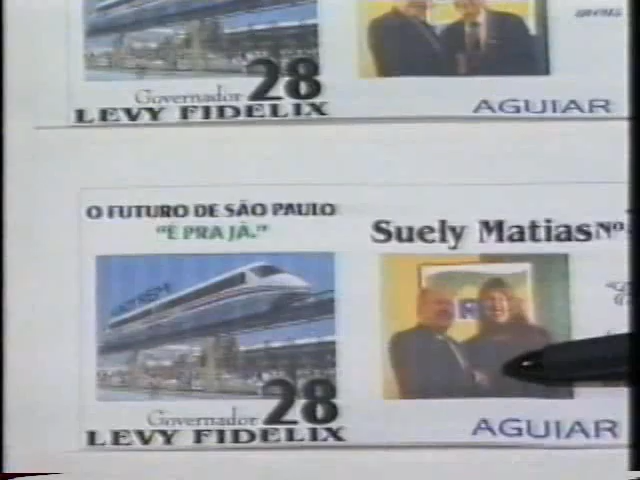 Governador 28
LEVY FIDELIX
AGUIAR
O FUTURO DE SÃO PAULO
"É PRA JÁ."
Suely Matias Nº
Governador 28
LEVY FIDELIX
AGUIAR